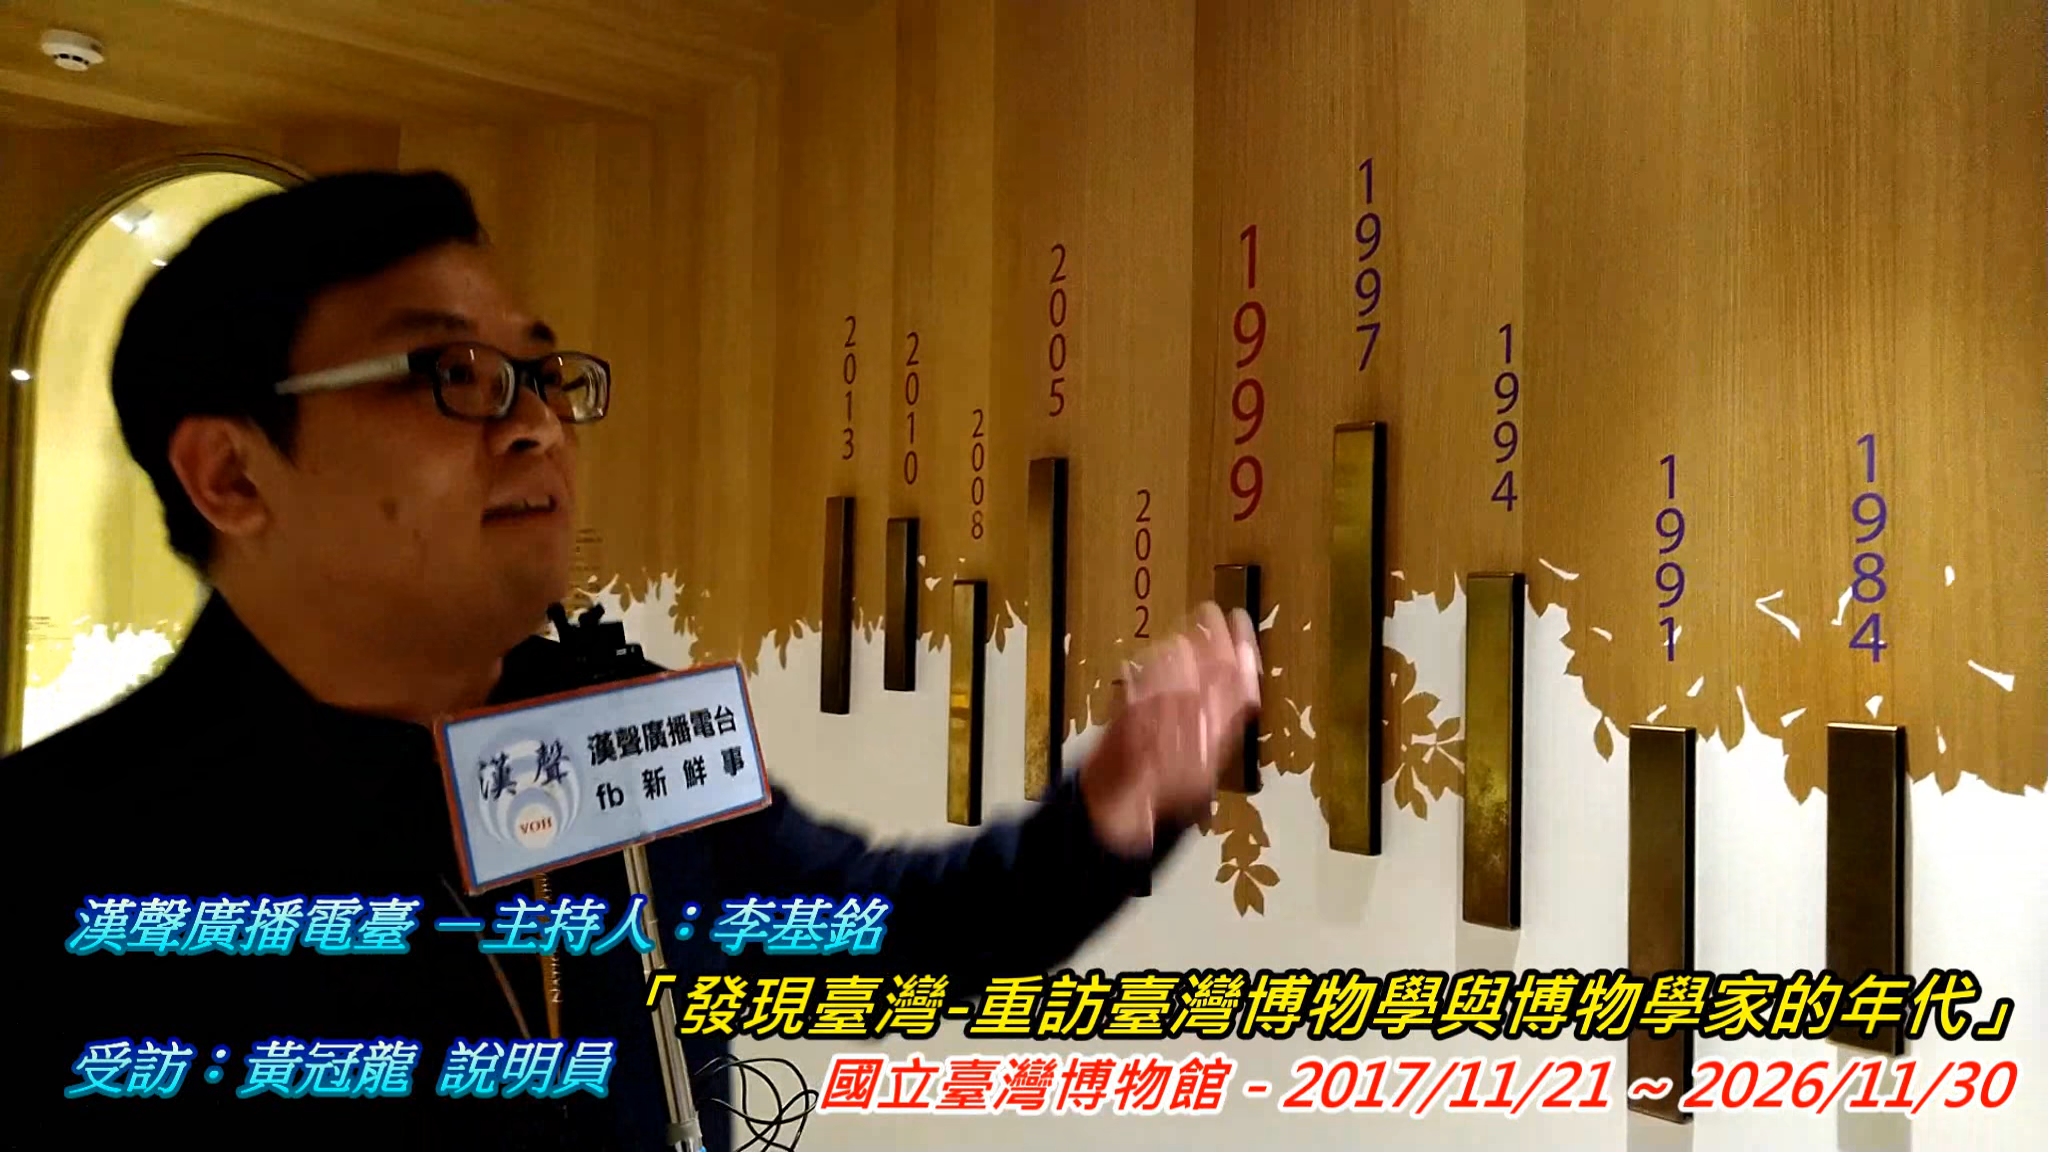 2013
2010
2008
2005
2002
1999
1997
1994
1991
1984
漢聲
漢聲廣播電台
fb 新鮮事
VOH
漢聲廣播電臺 －主持人：李基銘
「發現臺灣-重訪臺灣博物學與博物學家的年代」
受訪：黃冠龍 說明員
國立臺灣博物館 - 2017/11/21 ~ 2026/11/30